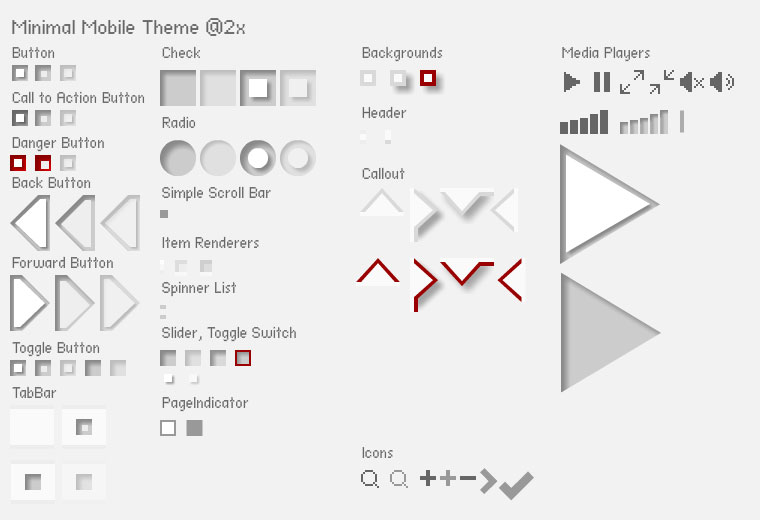 Minimal Mobile Theme @2x
Button
Call to Action Button
Danger Button
Back Button
Forward Button
Toggle Button
TabBar
Check
Radio
Simple Scroll Bar
Item Renderers
Spinner List
Slider, Toggle Switch
PageIndicator
Backgrounds
Header
Callout
Icons
Media Players